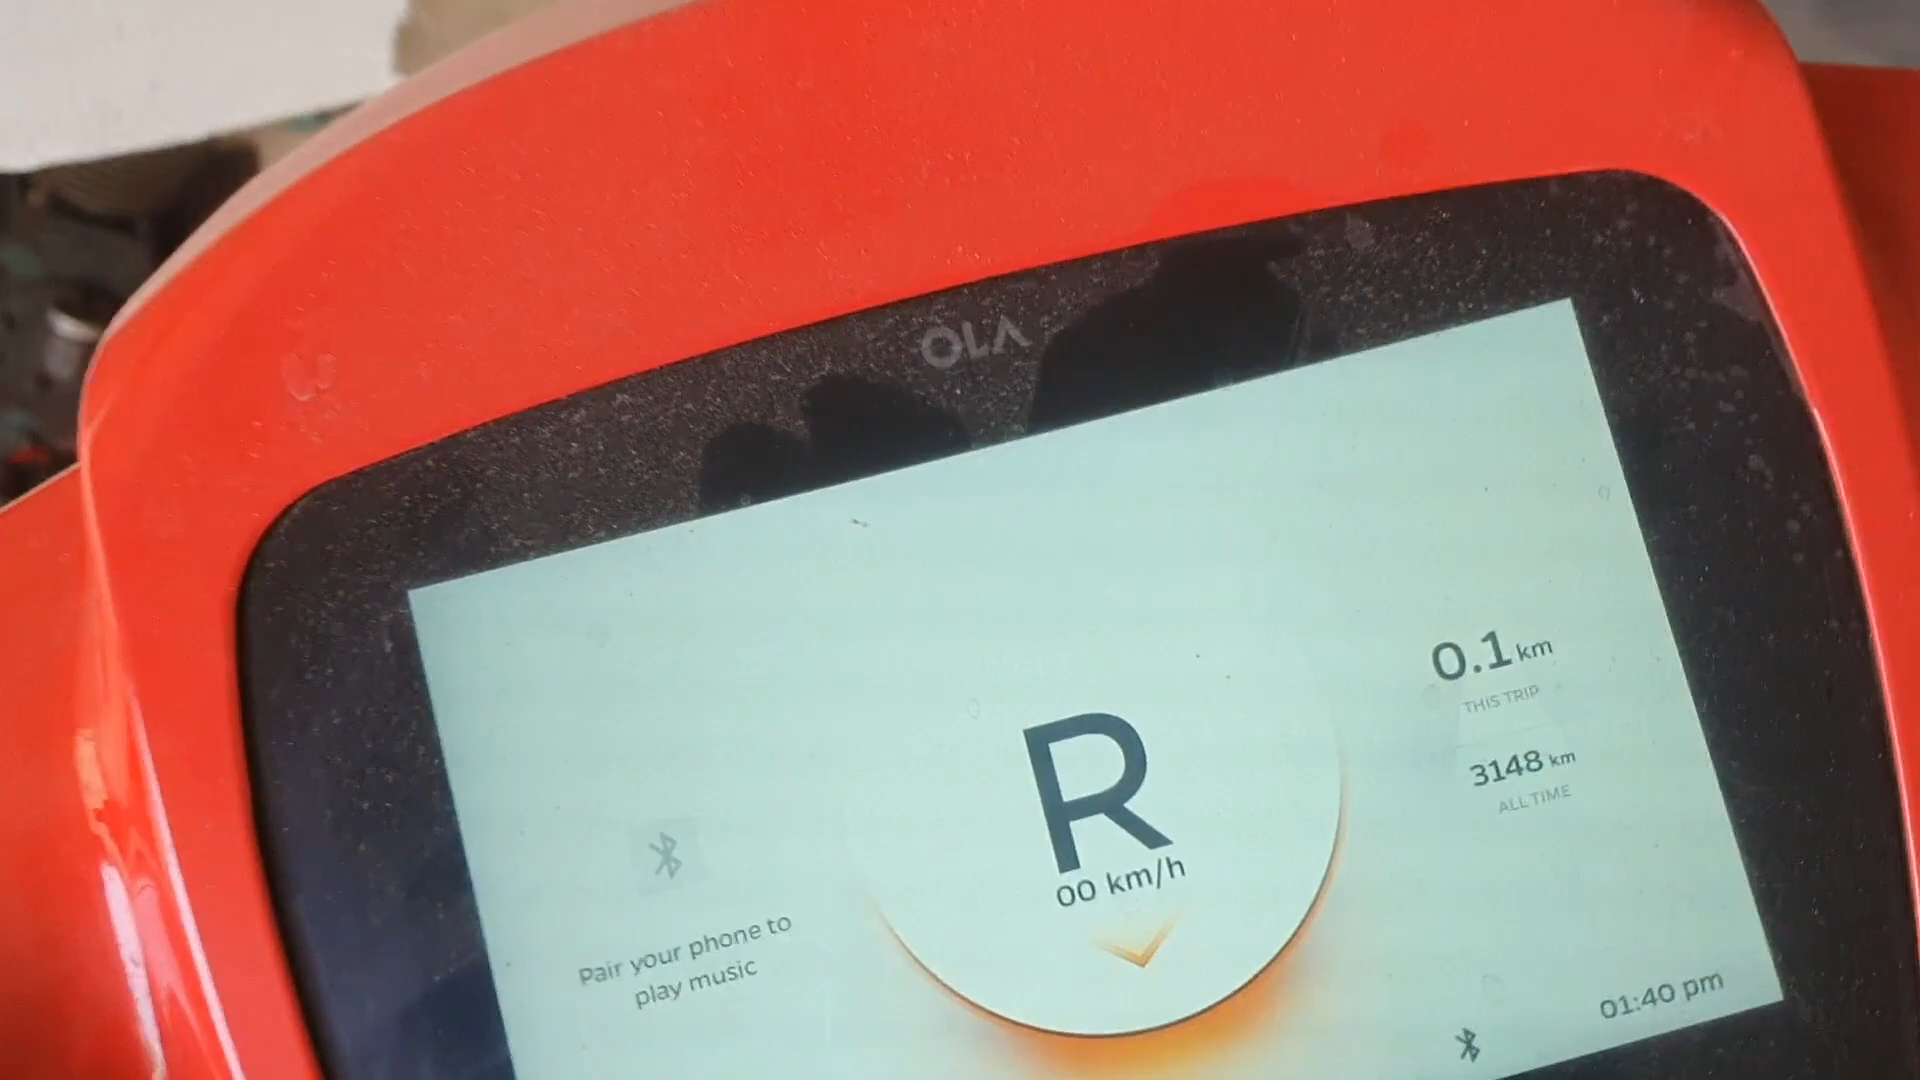 OLA
0.1 km
THIS TRIP
3148 km
ALL TIME
R
00 km/h
Pair your phone to
play music
01:40 pm